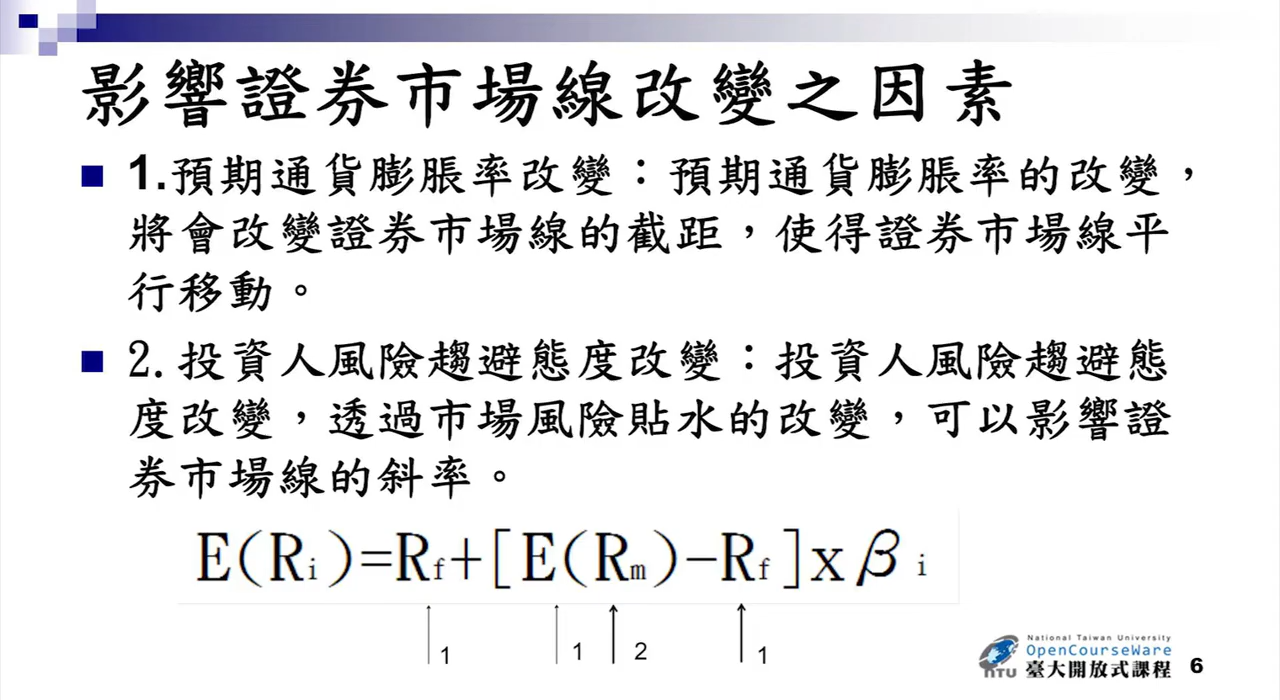 影響證券市場線改變之因素
1.預期通貨膨脹率改變：預期通貨膨脹率的改變，
將會改變證券市場線的截距，使得證券市場線平
行移動。
2.投資人風險趨避態度改變：投資人風險趨避態
度改變，透過市場風險貼水的改變，可以影響證
券市場線的斜率。
E(Ri)=Rf+[E(Rm)-Rf]xβi
1 1 2 1
National Taiwan University
OpenCourseWare
NTU 臺大開放式課程 6